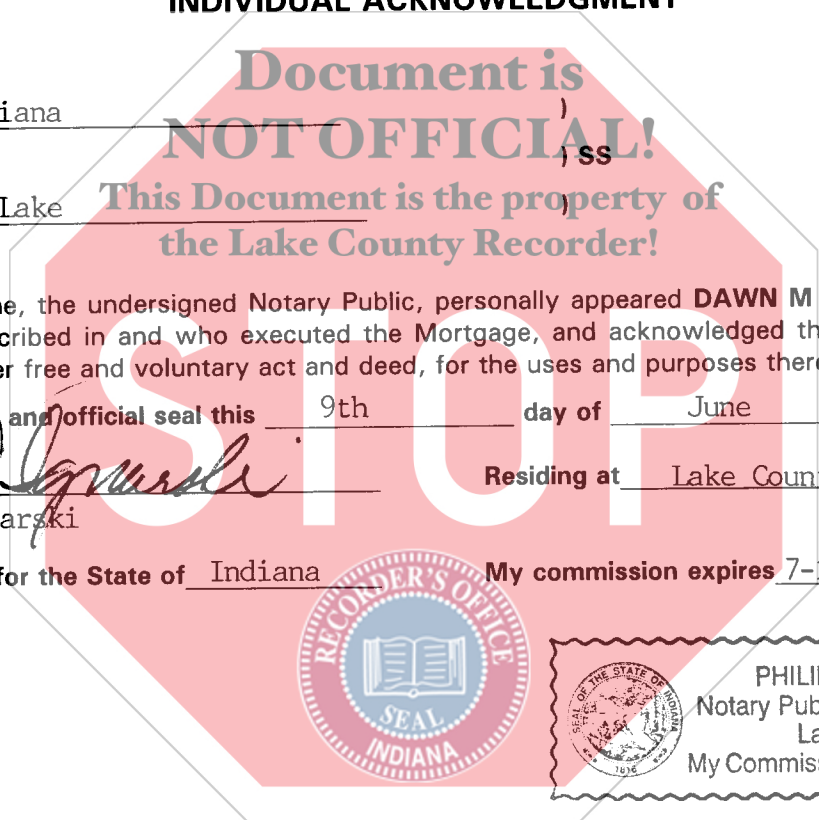 INDIVIDUAL ACKNOWLEDGMENT
Document is
iana )
NOT OFFICIAL!
) SS
This Document is the property of
Lake )
the Lake County Recorder!
e, the undersigned Notary Public, personally appeared DAWN M
cribed in and who executed the Mortgage, and acknowledged th
er free and voluntary act and deed, for the uses and purposes there
STOP
and official seal this 9th day of June
Residing at Lake Coun
arski
for the State of Indiana My commission expires 7-
RECORDER'S OFFICE
SEAL
INDIANA
SEAL OF THE STATE OF INDIANA
1816
PHILI
Notary Pub
La
My Commiss